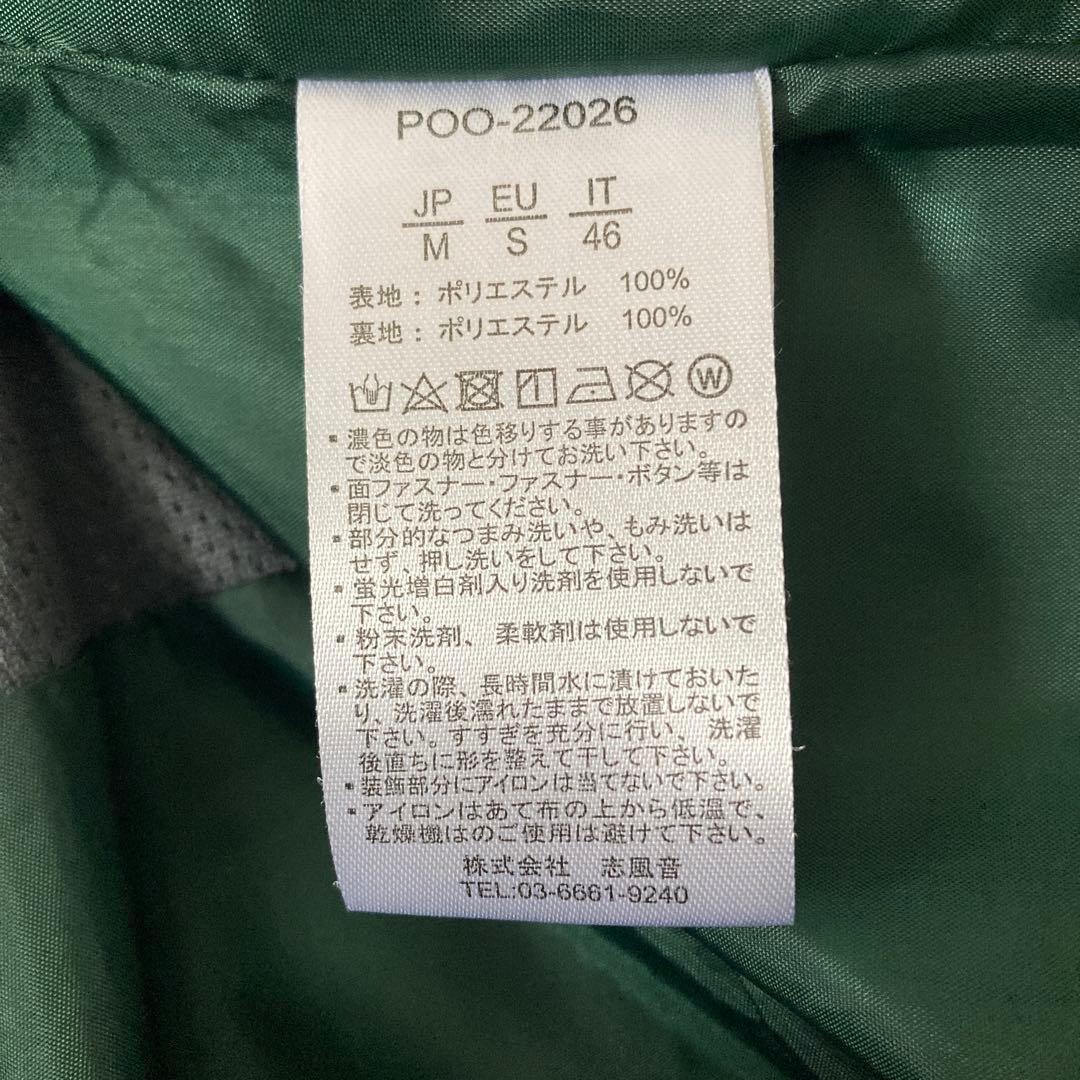 POO-22026
JP EU IT
M S 46
表地： ポリエステル 100%
裏地： ポリエステル 100%
W
・濃色の物は色移りする事がありますの
で淡色の物と分けてお洗い下さい。
・面ファスナー・ファスナー・ボタン等は
閉じて洗ってください。
・部分的なつまみ洗いや、もみ洗いは
せず、押し洗いをして下さい。
・蛍光増白剤入り洗剤を使用しないで
下さい。
・粉末洗剤、柔軟剤は使用しないで
下さい。
・洗濯の際、長時間水に漬けておいた
り、洗濯後濡れたままで放置しないで
下さい。すすぎを充分に行い、洗濯
後直ちに形を整えて干して下さい。
・装飾部分にアイロンは当てないで下さい。
・アイロンはあて布の上から低温で、
乾燥機はのご使用は避けて下さい。
株式会社 志風音
TEL:03-6661-9240